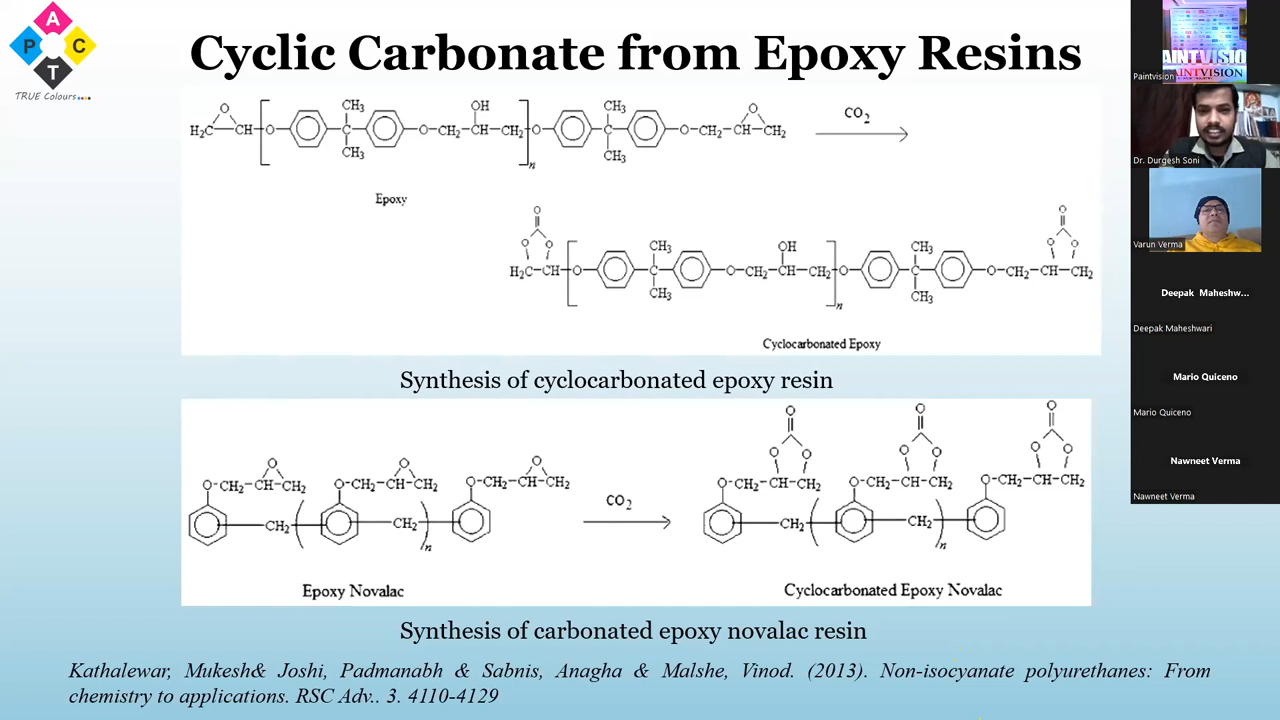 A
P C
T
TRUE Colours....
Cyclic Carbonate from Epoxy Resins
O CH3 OH CH3 O
H2C CH O C O CH2 CH CH2 O C O CH2 CH CH2
CH3 n CH3
CO2
Epoxy
O O
O O CH3 OH CH3 O O
H2C CH O C O CH2 CH CH2 O C O CH2 CH CH2
CH3 n CH3
Cyclocarbonated Epoxy
Synthesis of cyclocarbonated epoxy resin
O O O
O CH2 CH CH2 O CH2 CH CH2 O CH2 CH CH2
CH2 CH2 n
Epoxy Novalac
CO2
O O O
O O O O O O
O CH2 CH CH2 O CH2 CH CH2 O CH2 CH CH2
CH2 CH2 n
Cyclocarbonated Epoxy Novalac
Synthesis of carbonated epoxy novalac resin
Kathalewar, Mukesh& Joshi, Padmanabh & Sabnis, Anagha & Malshe, Vinod. (2013). Non-isocyanate polyurethanes: From
chemistry to applications. RSC Adv.. 3. 4110-4129
AINTVISIO
PAINTVISION
Paintvision
Dr. Durgesh Soni
Varun Verma
Deepak Maheshw...
Deepak Maheshwari
Mario Quiceno
Mario Quiceno
Nawneet Verma
Nawneet Verma